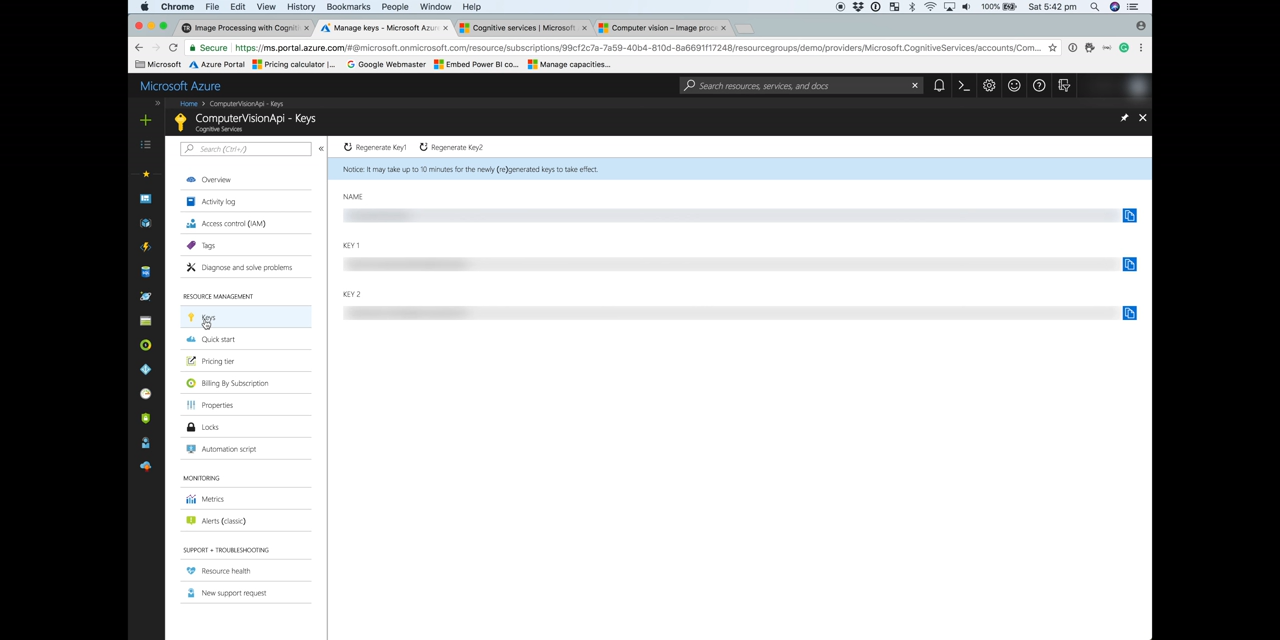 Chrome File Edit View History Bookmarks People Window Help 100% Sat 5:42 pm
Image Processing with Cogniti × Manage keys - Microsoft Azur × Cognitive services | Microsoft × Computer vision – Image proc ×
Secure https://ms.portal.azure.com/#@microsoft.onmicrosoft.com/resource/subscriptions/99cf2c7a-7a59-40b4-810d-8a6691f17248/resourcegroups/demo/providers/Microsoft.CognitiveServices/accounts/Com...
Microsoft Azure Portal Pricing calculator |... Google Webmaster Embed Power BI co... Manage capacities...
Microsoft Azure Search resources, services, and docs
Home > ComputerVisionApi - Keys
ComputerVisionApi - Keys
Cognitive Services
Search (Ctrl+/)
Overview
Activity log
Access control (IAM)
Tags
Diagnose and solve problems
RESOURCE MANAGEMENT
Keys
Quick start
Pricing tier
Billing By Subscription
Properties
Locks
Automation script
MONITORING
Metrics
Alerts (classic)
SUPPORT + TROUBLESHOOTING
Resource health
New support request
Regenerate Key1 Regenerate Key2
Notice: It may take up to 10 minutes for the newly (re)generated keys to take effect.
NAME
KEY 1
KEY 2